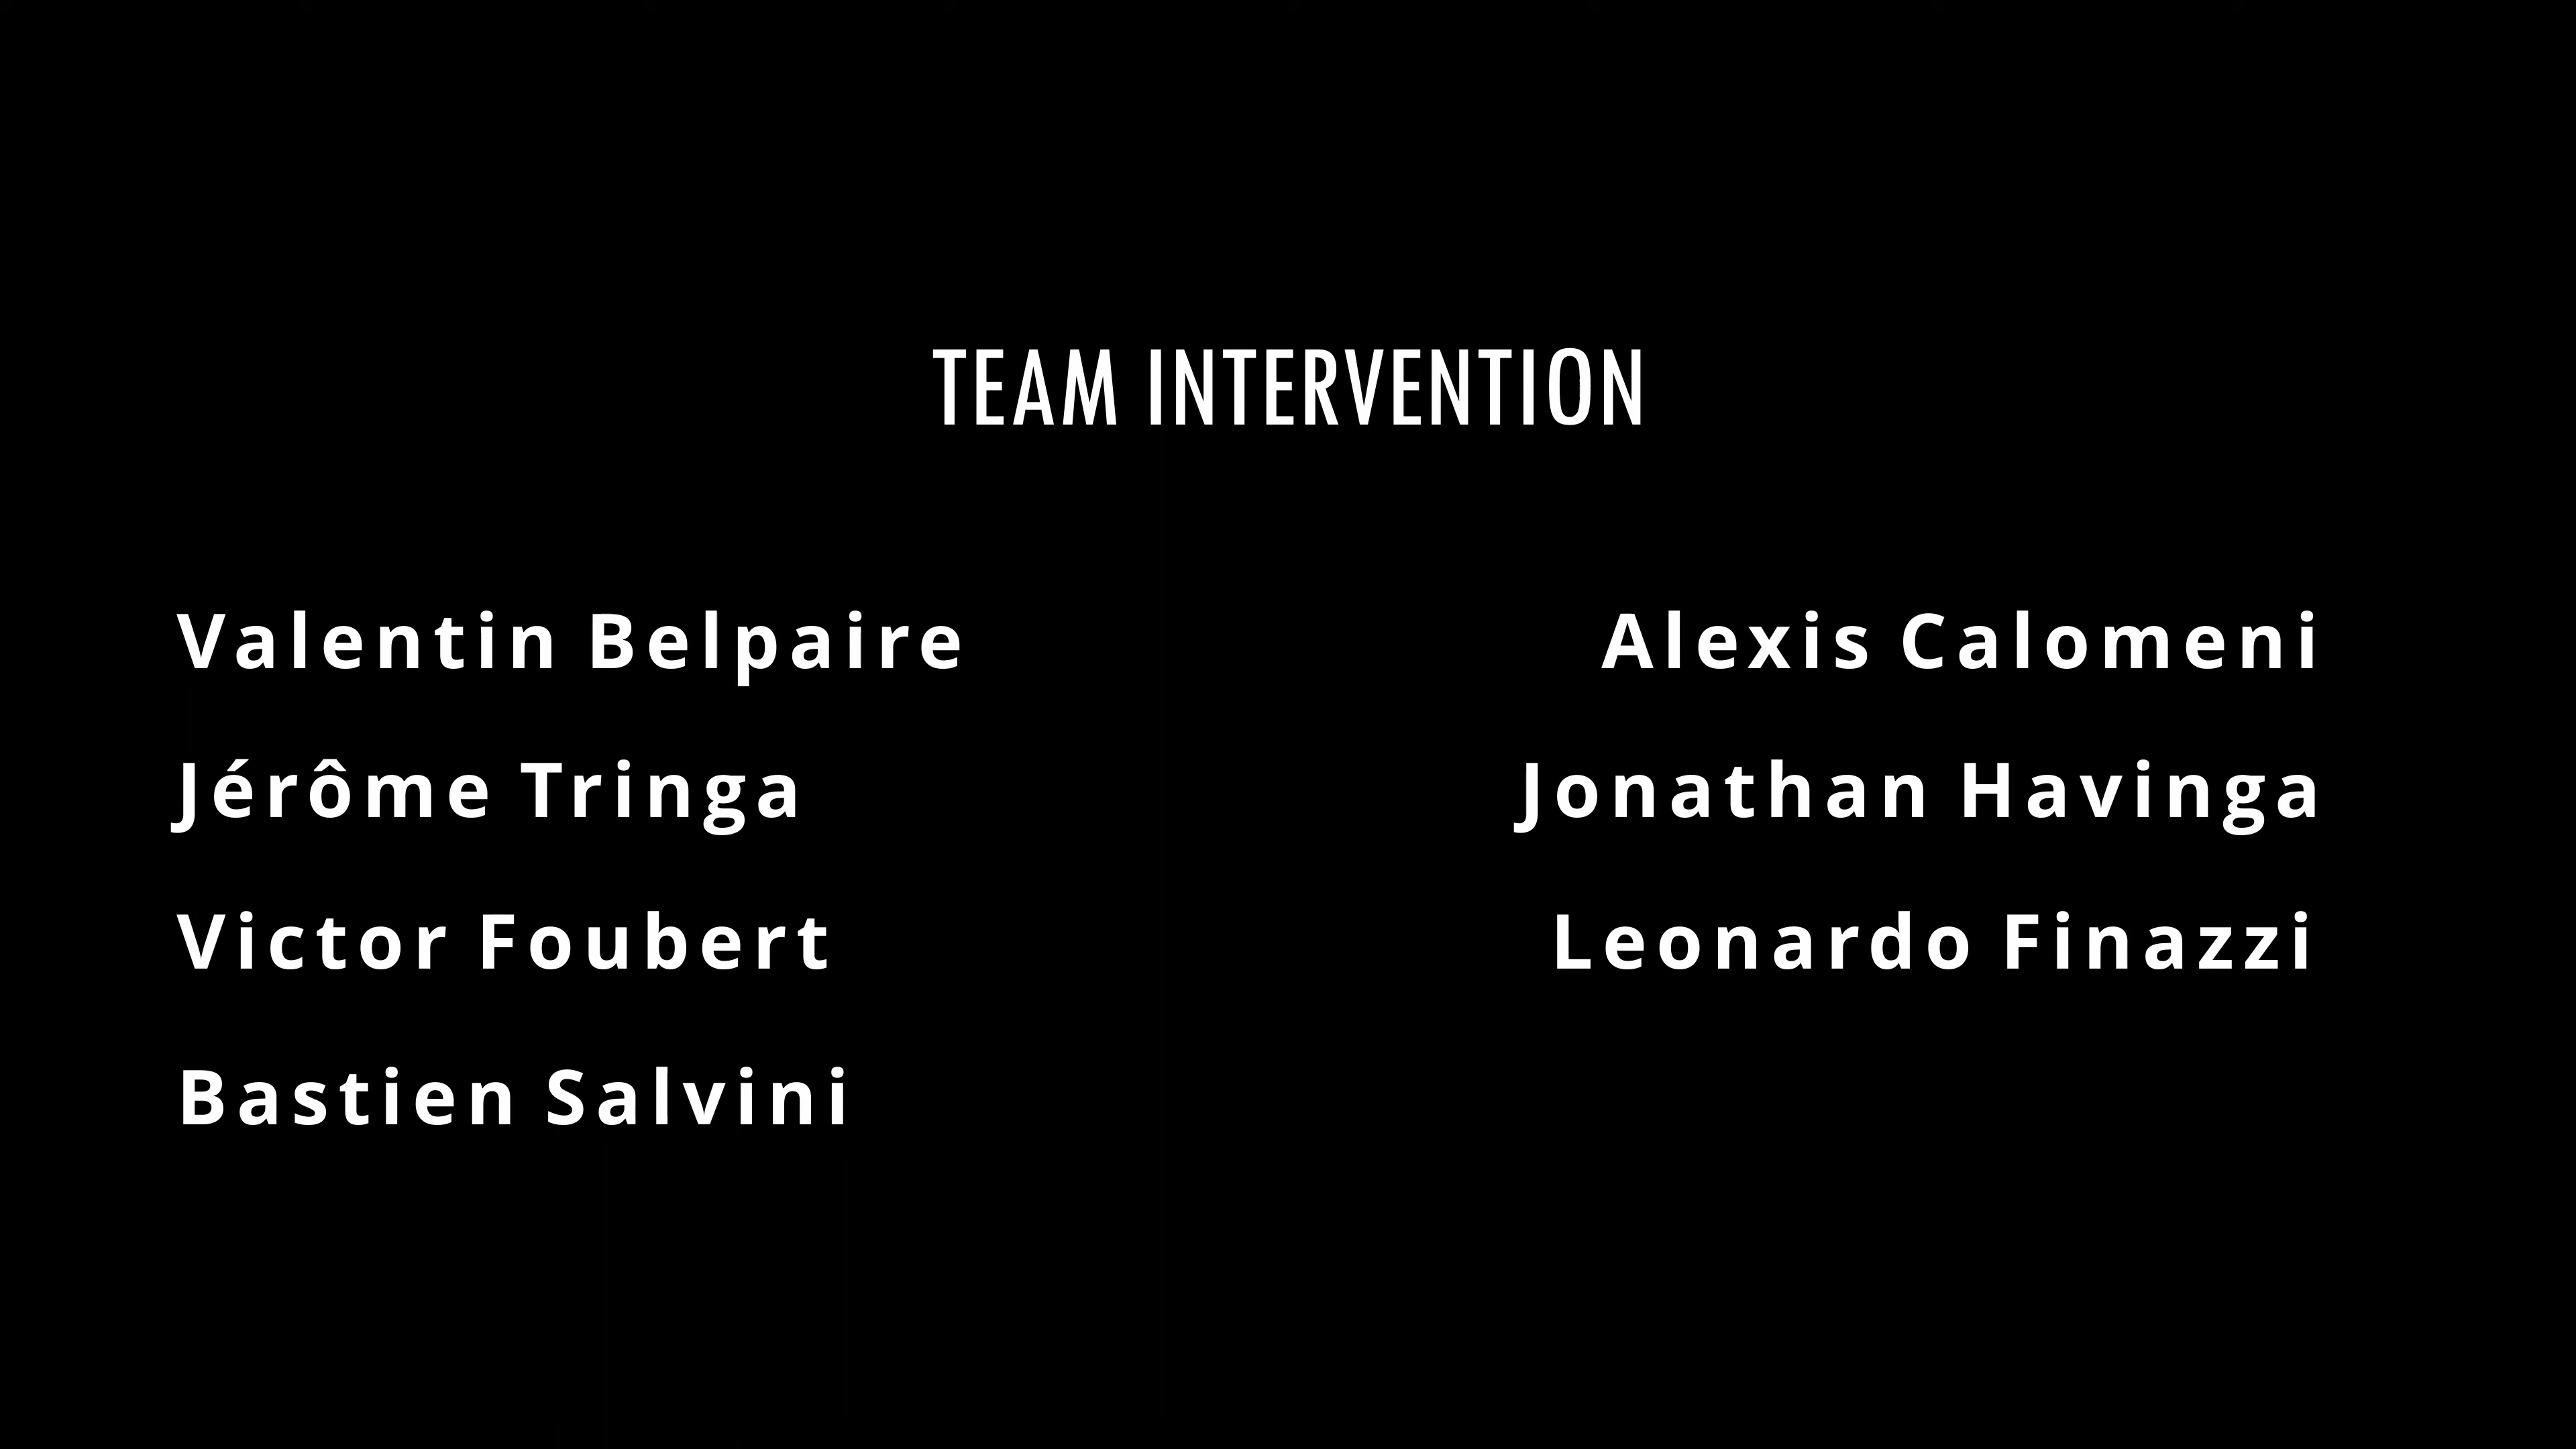 TEAM INTERVENTION
Valentin Belpaire
Jérôme Tringa
Victor Foubert
Bastien Salvini
Alexis Calomeni
Jonathan Havinga
Leonardo Finazzi